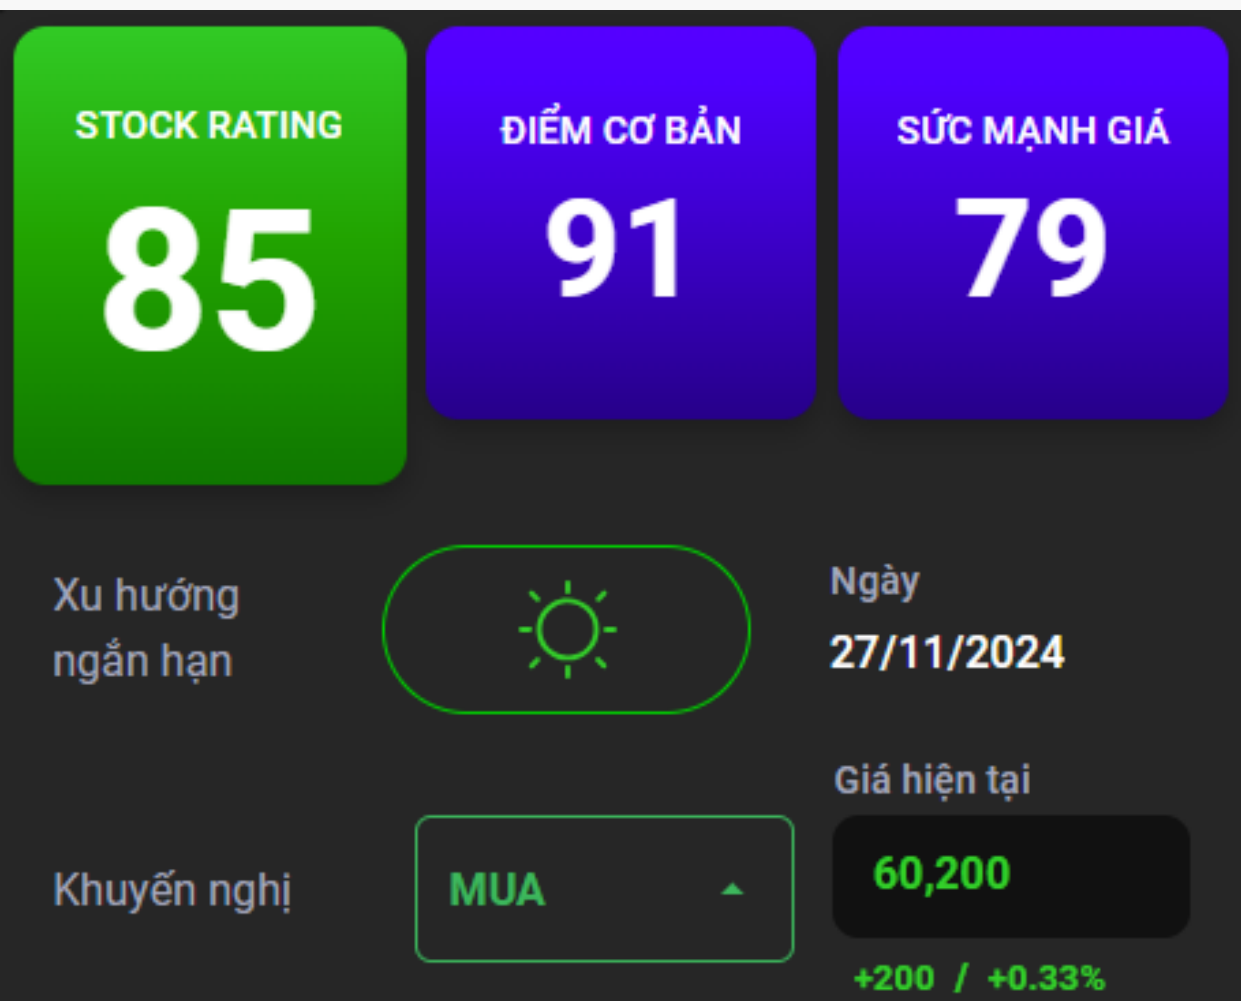 STOCK RATING
85
ĐIỂM CƠ BẢN
91
SỨC MẠNH GIÁ
79
Xu hướng
ngắn hạn
Ngày
27/11/2024
Khuyến nghị
MUA
Giá hiện tại
60,200
+200 / +0.33%